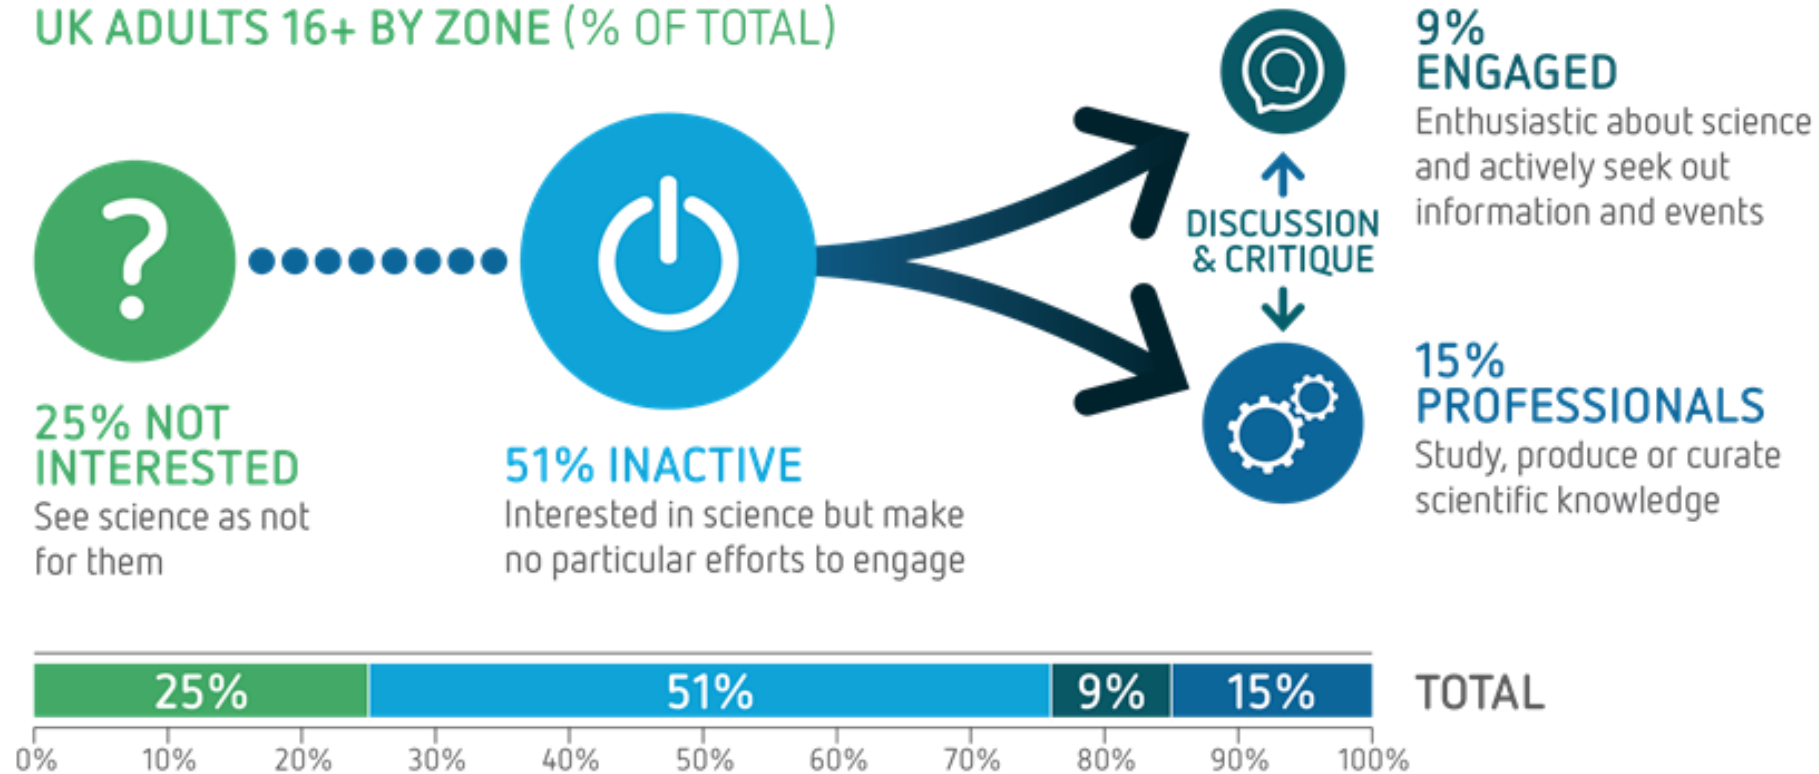 UK ADULTS 16+ BY ZONE (% OF TOTAL)
25% NOT
INTERESTED
See science as not
for them
51% INACTIVE
Interested in science but make
no particular efforts to engage
DISCUSSION
& CRITIQUE
9%
ENGAGED
Enthusiastic about science
and actively seek out
information and events
15%
PROFESSIONALS
Study, produce or curate
scientific knowledge
25% 51% 9% 15% TOTAL
0% 10% 20% 30% 40% 50% 60% 70% 80% 90% 100%